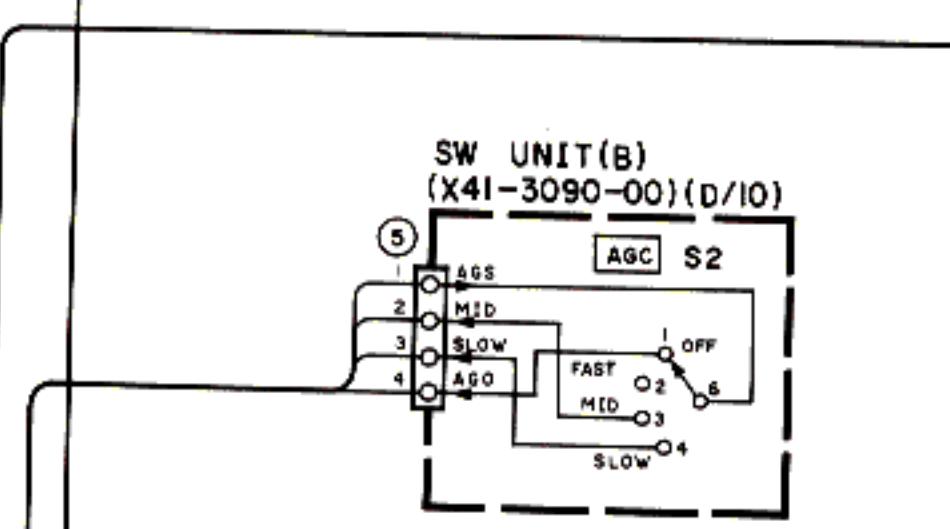 SW UNIT(B)
(X41-3090-00)(D/10)
5
AGC S2
1 AGS
2 MID
3 SLOW
4 AGO
1 OFF
FAST 2
6
MID 3
SLOW 4